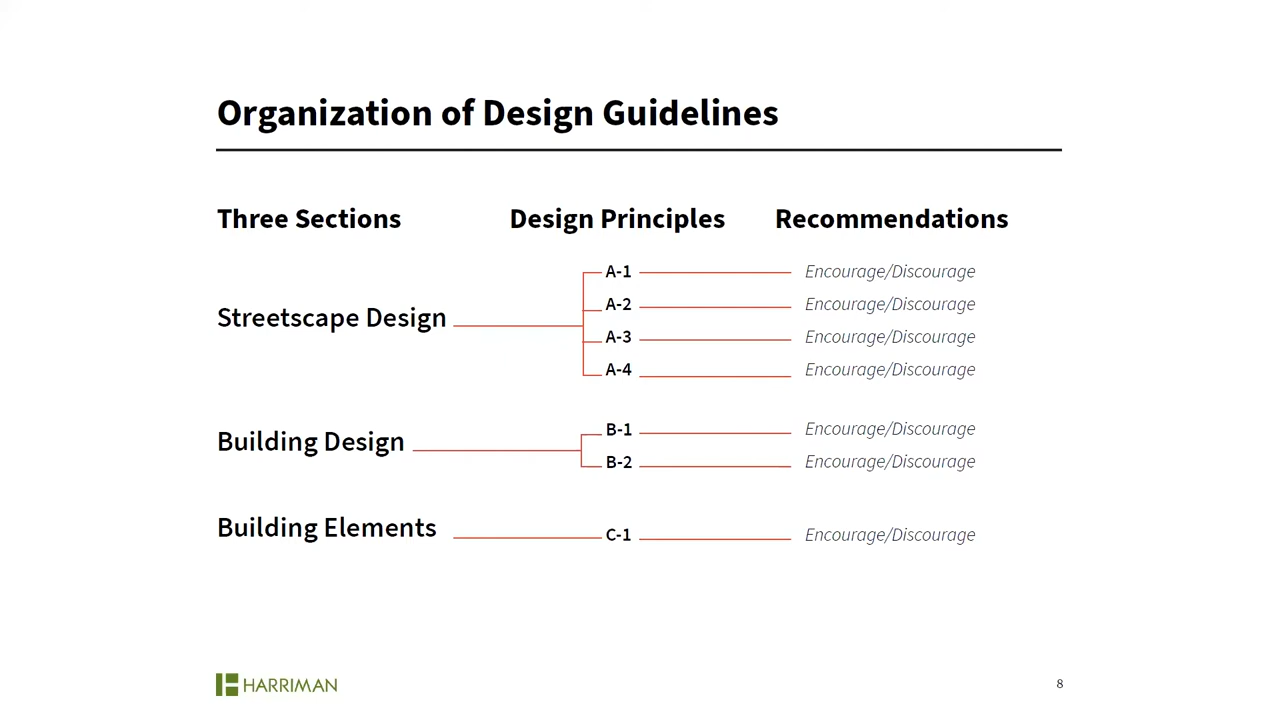 Organization of Design Guidelines
Three Sections Design Principles Recommendations
Streetscape Design
A-1 Encourage/Discourage
A-2 Encourage/Discourage
A-3 Encourage/Discourage
A-4 Encourage/Discourage
Building Design
B-1 Encourage/Discourage
B-2 Encourage/Discourage
Building Elements
C-1 Encourage/Discourage
HARRIMAN
8